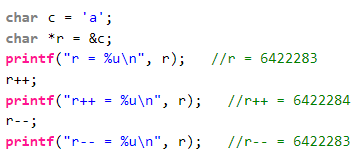 char c = 'a';
char *r = &c;
printf("r = %u\n", r);   //r = 6422283
r++;
printf("r++ = %u\n", r);   //r++ = 6422284
r--;
printf("r-- = %u\n", r);   //r-- = 6422283